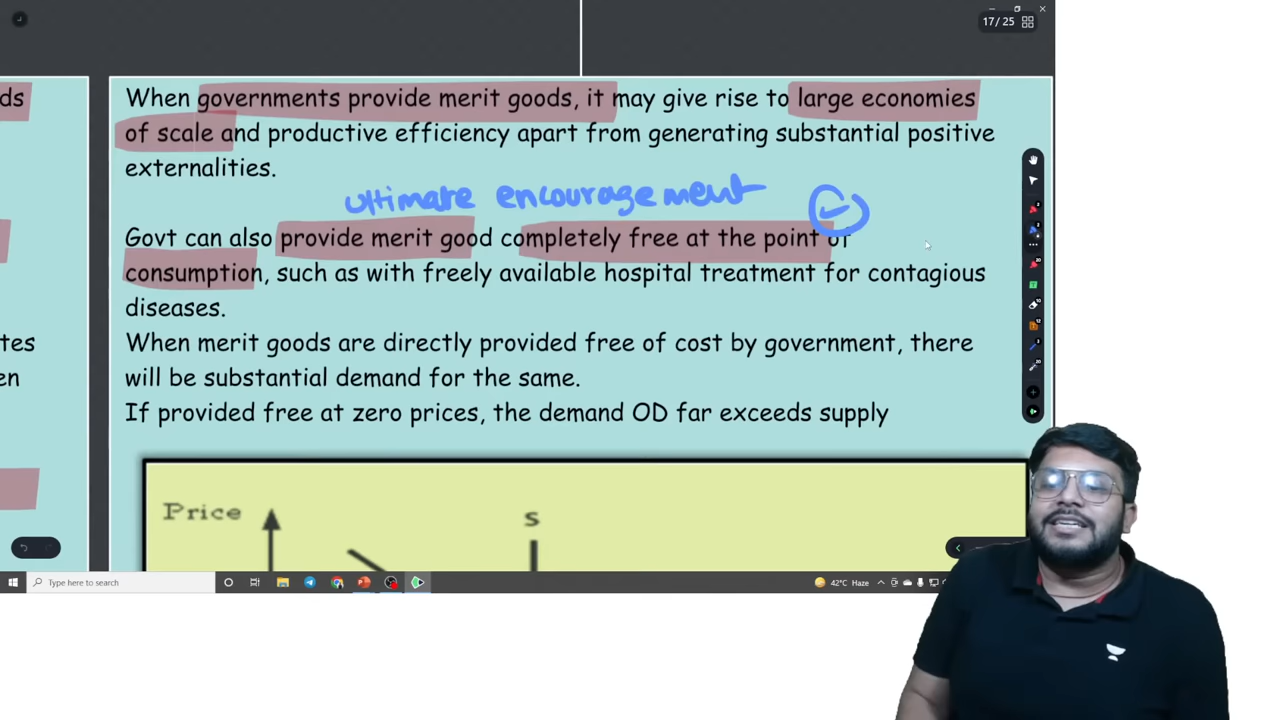 17/25
ds
When governments provide merit goods, it may give rise to large economies
of scale and productive efficiency apart from generating substantial positive
externalities.
ultimate encouragement
Govt can also provide merit good completely free at the point of
consumption, such as with freely available hospital treatment for contagious
diseases.
tes
When merit goods are directly provided free of cost by government, there
en
will be substantial demand for the same.
If provided free at zero prices, the demand OD far exceeds supply
Price
s
Type here to search
42°C Haze